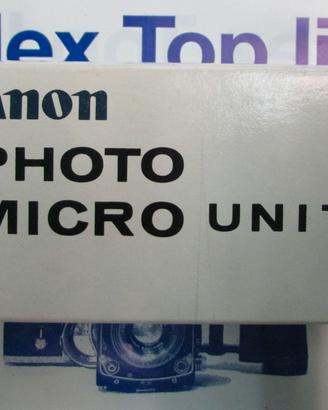 lex Top li
anon
PHOTO
MICRO UNIT